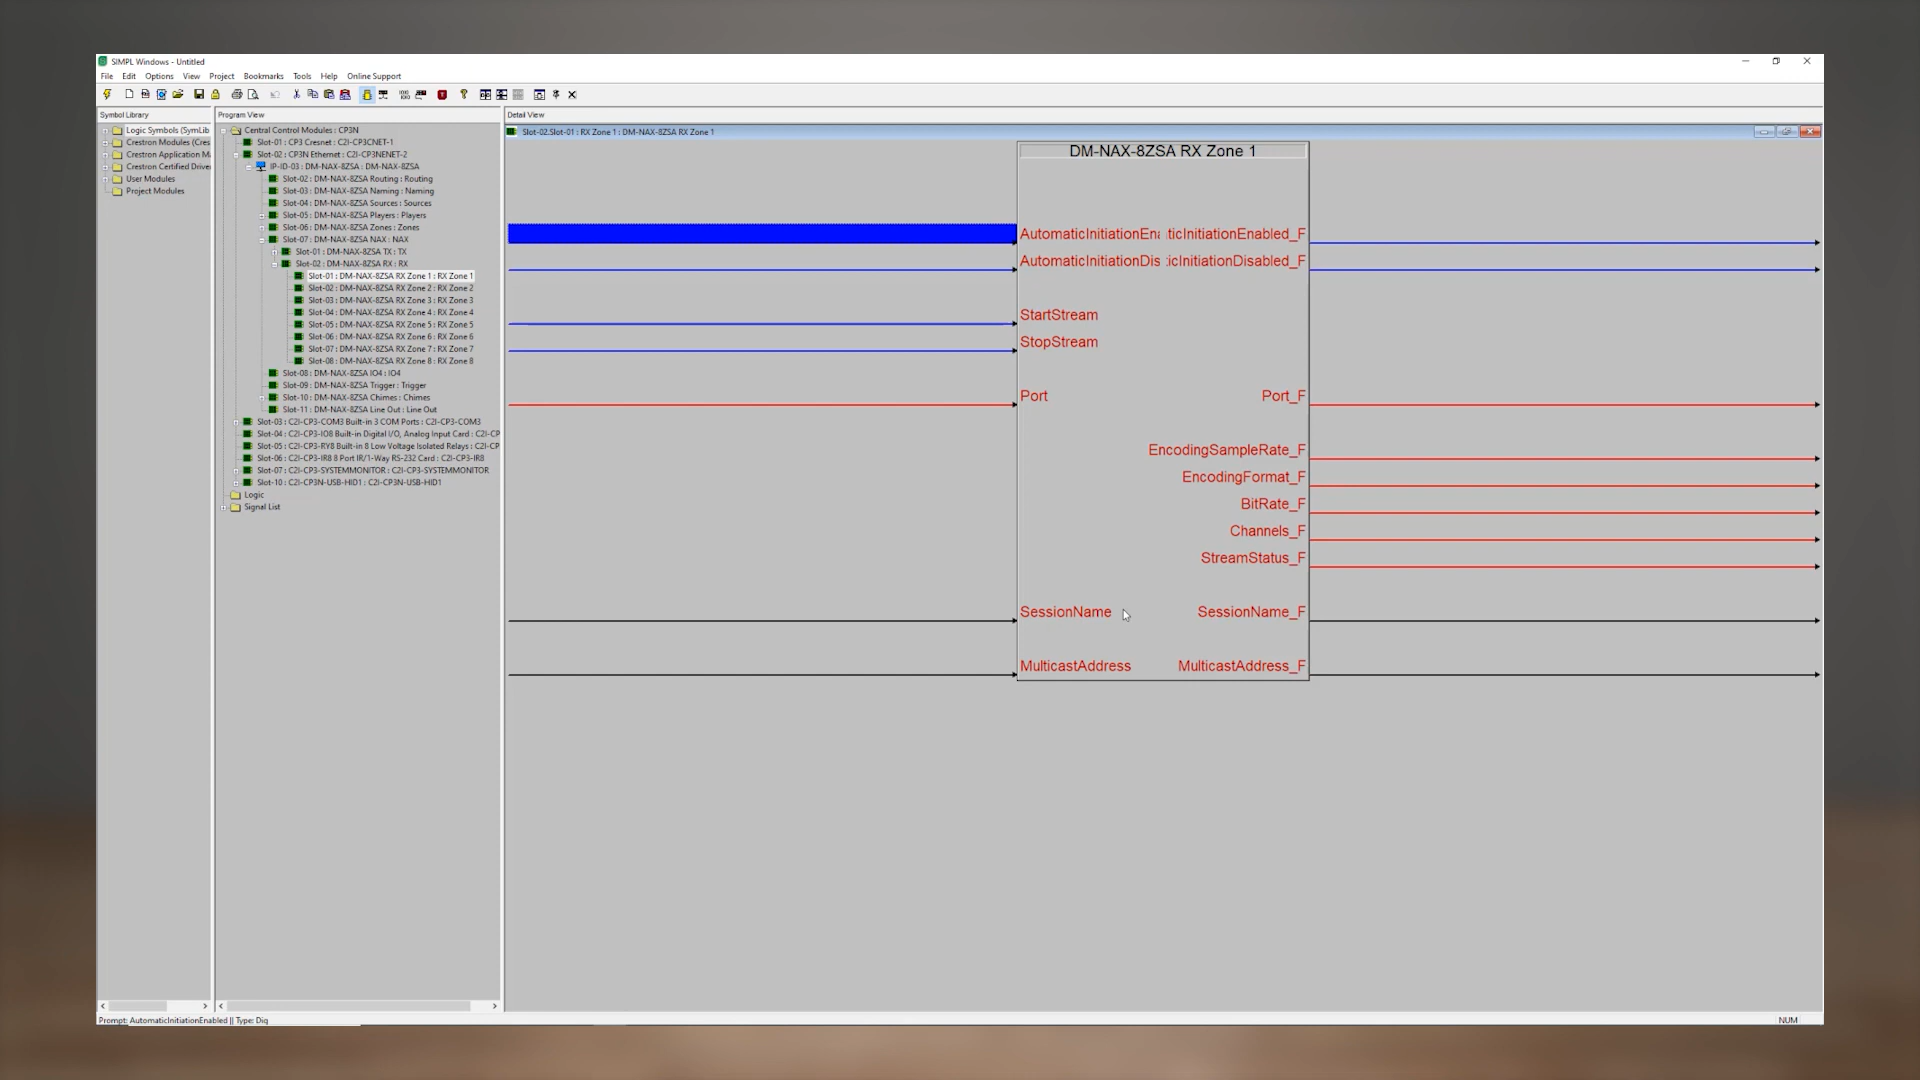 SIMPL Windows - Untitled
File Edit Options View Project Bookmarks Tools Help Online Support
Symbol Library
Logic Symbols (SymLib
Crestron Modules (Cres
Crestron Application M
Crestron Certified Drive
User Modules
Project Modules
Program View
Central Control Modules : CP3N
Slot-01 : CP3 Cresnet : C2I-CP3CNET-1
Slot-02 : CP3N Ethernet : C2I-CP3NENET-2
IP-ID-03 : DM-NAX-8ZSA : DM-NAX-8ZSA
Slot-02 : DM-NAX-8ZSA Routing : Routing
Slot-03 : DM-NAX-8ZSA Naming : Naming
Slot-04 : DM-NAX-8ZSA Sources : Sources
Slot-05 : DM-NAX-8ZSA Players : Players
Slot-06 : DM-NAX-8ZSA Zones : Zones
Slot-07 : DM-NAX-8ZSA NAX : NAX
Slot-01 : DM-NAX-8ZSA TX : TX
Slot-02 : DM-NAX-8ZSA RX : RX
Slot-01 : DM-NAX-8ZSA RX Zone 1 : RX Zone 1
Slot-02 : DM-NAX-8ZSA RX Zone 2 : RX Zone 2
Slot-03 : DM-NAX-8ZSA RX Zone 3 : RX Zone 3
Slot-04 : DM-NAX-8ZSA RX Zone 4 : RX Zone 4
Slot-05 : DM-NAX-8ZSA RX Zone 5 : RX Zone 5
Slot-06 : DM-NAX-8ZSA RX Zone 6 : RX Zone 6
Slot-07 : DM-NAX-8ZSA RX Zone 7 : RX Zone 7
Slot-08 : DM-NAX-8ZSA RX Zone 8 : RX Zone 8
Slot-08 : DM-NAX-8ZSA IO4 : IO4
Slot-09 : DM-NAX-8ZSA Trigger : Trigger
Slot-10 : DM-NAX-8ZSA Chimes : Chimes
Slot-11 : DM-NAX-8ZSA Line Out : Line Out
Slot-03 : C2I-CP3-COM3 Built-in 3 COM Ports : C2I-CP3-COM3
Slot-04 : C2I-CP3-IO8 Built-in Digital I/O, Analog Input Card : C2I-CP
Slot-05 : C2I-CP3-RY8 Built-in 8 Low Voltage Isolated Relays : C2I-CP
Slot-06 : C2I-CP3-IR8 8 Port IR/1-Way RS-232 Card : C2I-CP3-IR8
Slot-07 : C2I-CP3-SYSTEMMONITOR : C2I-CP3-SYSTEMMONITOR
Slot-10 : C2I-CP3N-USB-HID1 : C2I-CP3N-USB-HID1
Logic
Signal List
Detail View
Slot-02.Slot-01 : RX Zone 1 : DM-NAX-8ZSA RX Zone 1
DM-NAX-8ZSA RX Zone 1
AutomaticInitiationEna ticInitiationEnabled_F
AutomaticInitiationDis icInitiationDisabled_F
StartStream
StopStream
Port Port_F
EncodingSampleRate_F
EncodingFormat_F
BitRate_F
Channels_F
StreamStatus_F
SessionName SessionName_F
MulticastAddress MulticastAddress_F
Prompt: AutomaticInitiationEnabled || Type: Dig
NUM